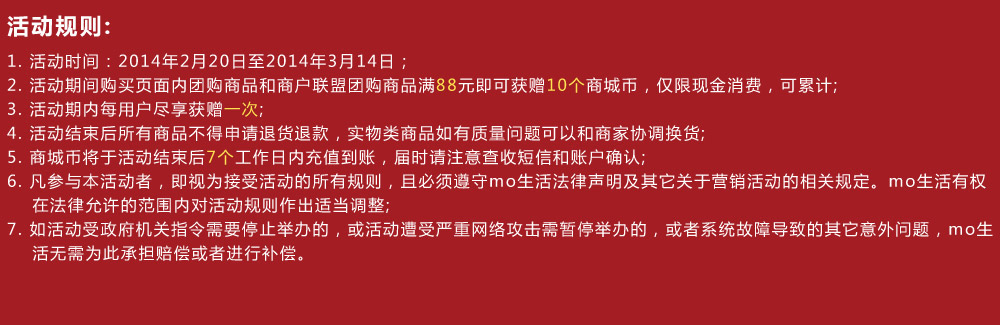 活动规则:
1. 活动时间：2014年2月20日至2014年3月14日；
2. 活动期间购买页面内团购商品和商户联盟团购商品满88元即可获赠10个商城币，仅限现金消费，可累计;
3. 活动期内每用户尽享获赠一次;
4. 活动结束后所有商品不得申请退货退款，实物类商品如有质量问题可以和商家协调换货;
5. 商城币将于活动结束后7个工作日内充值到账，届时请注意查收短信和账户确认;
6. 凡参与本活动者，即视为接受活动的所有规则，且必须遵守mo生活法律声明及其它关于营销活动的相关规定。mo生活有权
在法律允许的范围内对活动规则作出适当调整;
7. 如活动受政府机关指令需要停止举办的，或活动遭受严重网络攻击需暂停举办的，或者系统故障导致的其它意外问题，mo生
活无需为此承担赔偿或者进行补偿。